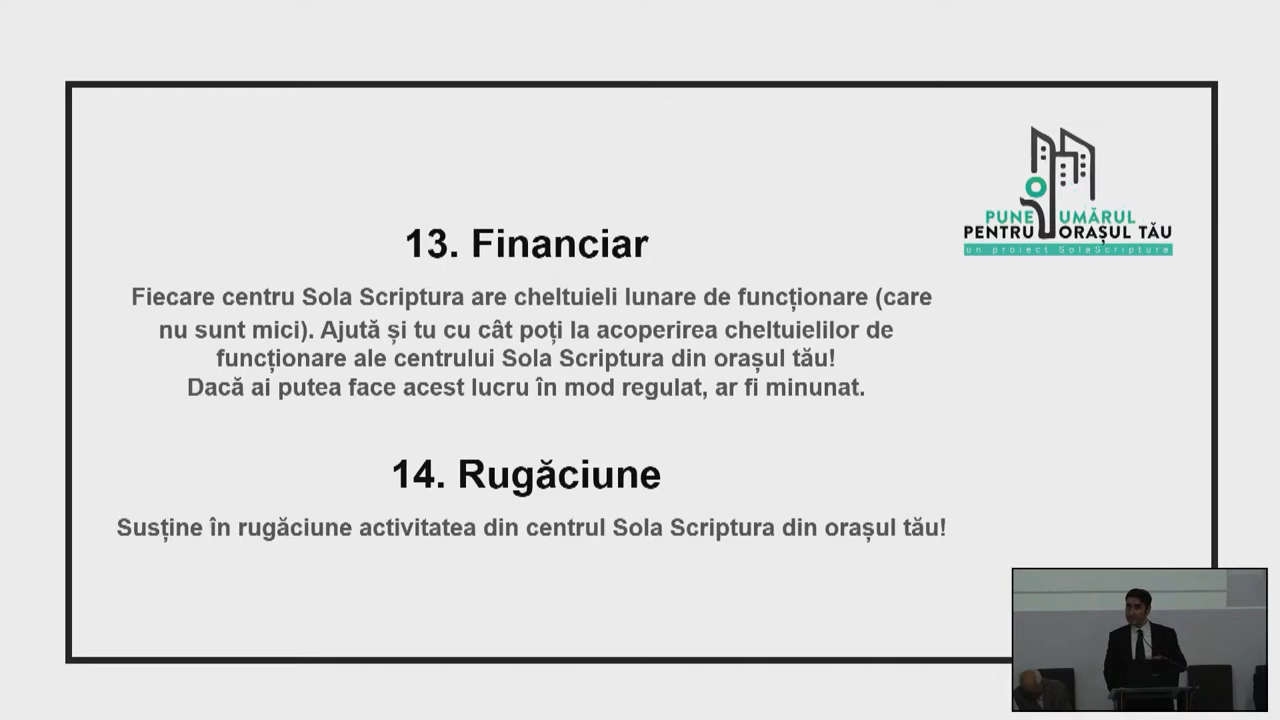 13. Financiar
Fiecare centru Sola Scriptura are cheltuieli lunare de funcționare (care
nu sunt mici). Ajută și tu cu cât poți la acoperirea cheltuielilor de
funcționare ale centrului Sola Scriptura din orașul tău!
Dacă ai putea face acest lucru în mod regulat, ar fi minunat.
14. Rugăciune
Susține în rugăciune activitatea din centrul Sola Scriptura din orașul tău!
PUNE UMĂRUL
PENTRU ORAȘUL TĂU
un proiect SolaScriptura